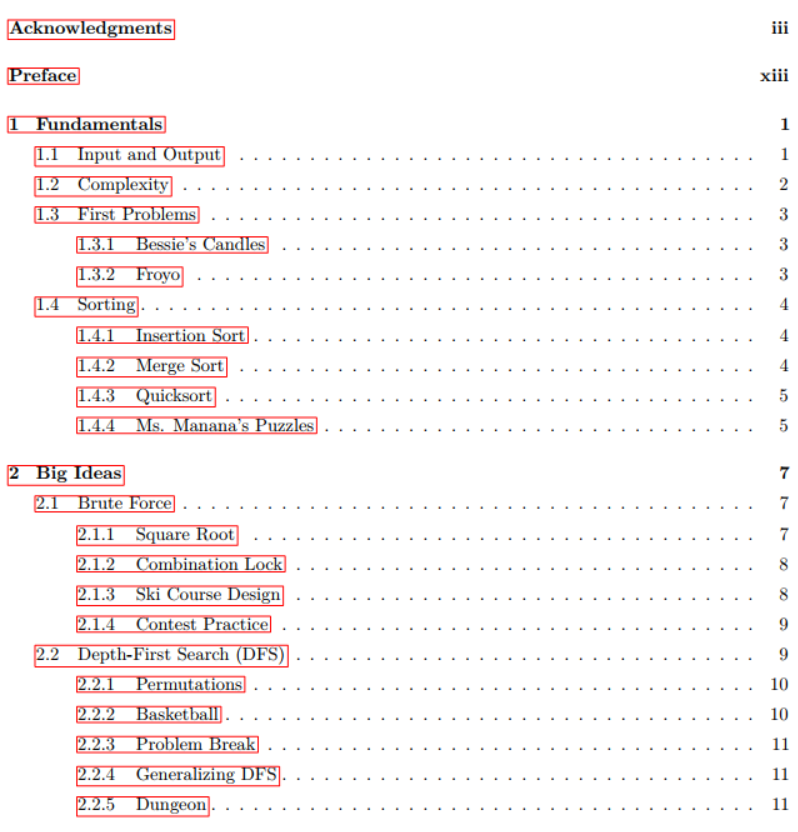 Acknowledgments iii
Preface xiii
1 Fundamentals 1
1.1 Input and Output . . . . . . . . . . . . . . . . . . . . . . . . . . . . . . . . . . . . . 1
1.2 Complexity . . . . . . . . . . . . . . . . . . . . . . . . . . . . . . . . . . . . . . . . . 2
1.3 First Problems . . . . . . . . . . . . . . . . . . . . . . . . . . . . . . . . . . . . . . . 3
1.3.1 Bessie's Candles . . . . . . . . . . . . . . . . . . . . . . . . . . . . . . . . . . 3
1.3.2 Froyo . . . . . . . . . . . . . . . . . . . . . . . . . . . . . . . . . . . . . . . . 3
1.4 Sorting . . . . . . . . . . . . . . . . . . . . . . . . . . . . . . . . . . . . . . . . . . . . 4
1.4.1 Insertion Sort . . . . . . . . . . . . . . . . . . . . . . . . . . . . . . . . . . . . 4
1.4.2 Merge Sort . . . . . . . . . . . . . . . . . . . . . . . . . . . . . . . . . . . . . 4
1.4.3 Quicksort . . . . . . . . . . . . . . . . . . . . . . . . . . . . . . . . . . . . . . 5
1.4.4 Ms. Manana's Puzzles . . . . . . . . . . . . . . . . . . . . . . . . . . . . . . . 5
2 Big Ideas 7
2.1 Brute Force . . . . . . . . . . . . . . . . . . . . . . . . . . . . . . . . . . . . . . . . . 7
2.1.1 Square Root . . . . . . . . . . . . . . . . . . . . . . . . . . . . . . . . . . . . 7
2.1.2 Combination Lock . . . . . . . . . . . . . . . . . . . . . . . . . . . . . . . . . 8
2.1.3 Ski Course Design . . . . . . . . . . . . . . . . . . . . . . . . . . . . . . . . . 8
2.1.4 Contest Practice . . . . . . . . . . . . . . . . . . . . . . . . . . . . . . . . . . 9
2.2 Depth-First Search (DFS) . . . . . . . . . . . . . . . . . . . . . . . . . . . . . . . . . 9
2.2.1 Permutations . . . . . . . . . . . . . . . . . . . . . . . . . . . . . . . . . . . . 10
2.2.2 Basketball . . . . . . . . . . . . . . . . . . . . . . . . . . . . . . . . . . . . . . 10
2.2.3 Problem Break . . . . . . . . . . . . . . . . . . . . . . . . . . . . . . . . . . . 11
2.2.4 Generalizing DFS . . . . . . . . . . . . . . . . . . . . . . . . . . . . . . . . . . 11
2.2.5 Dungeon . . . . . . . . . . . . . . . . . . . . . . . . . . . . . . . . . . . . . . . 11